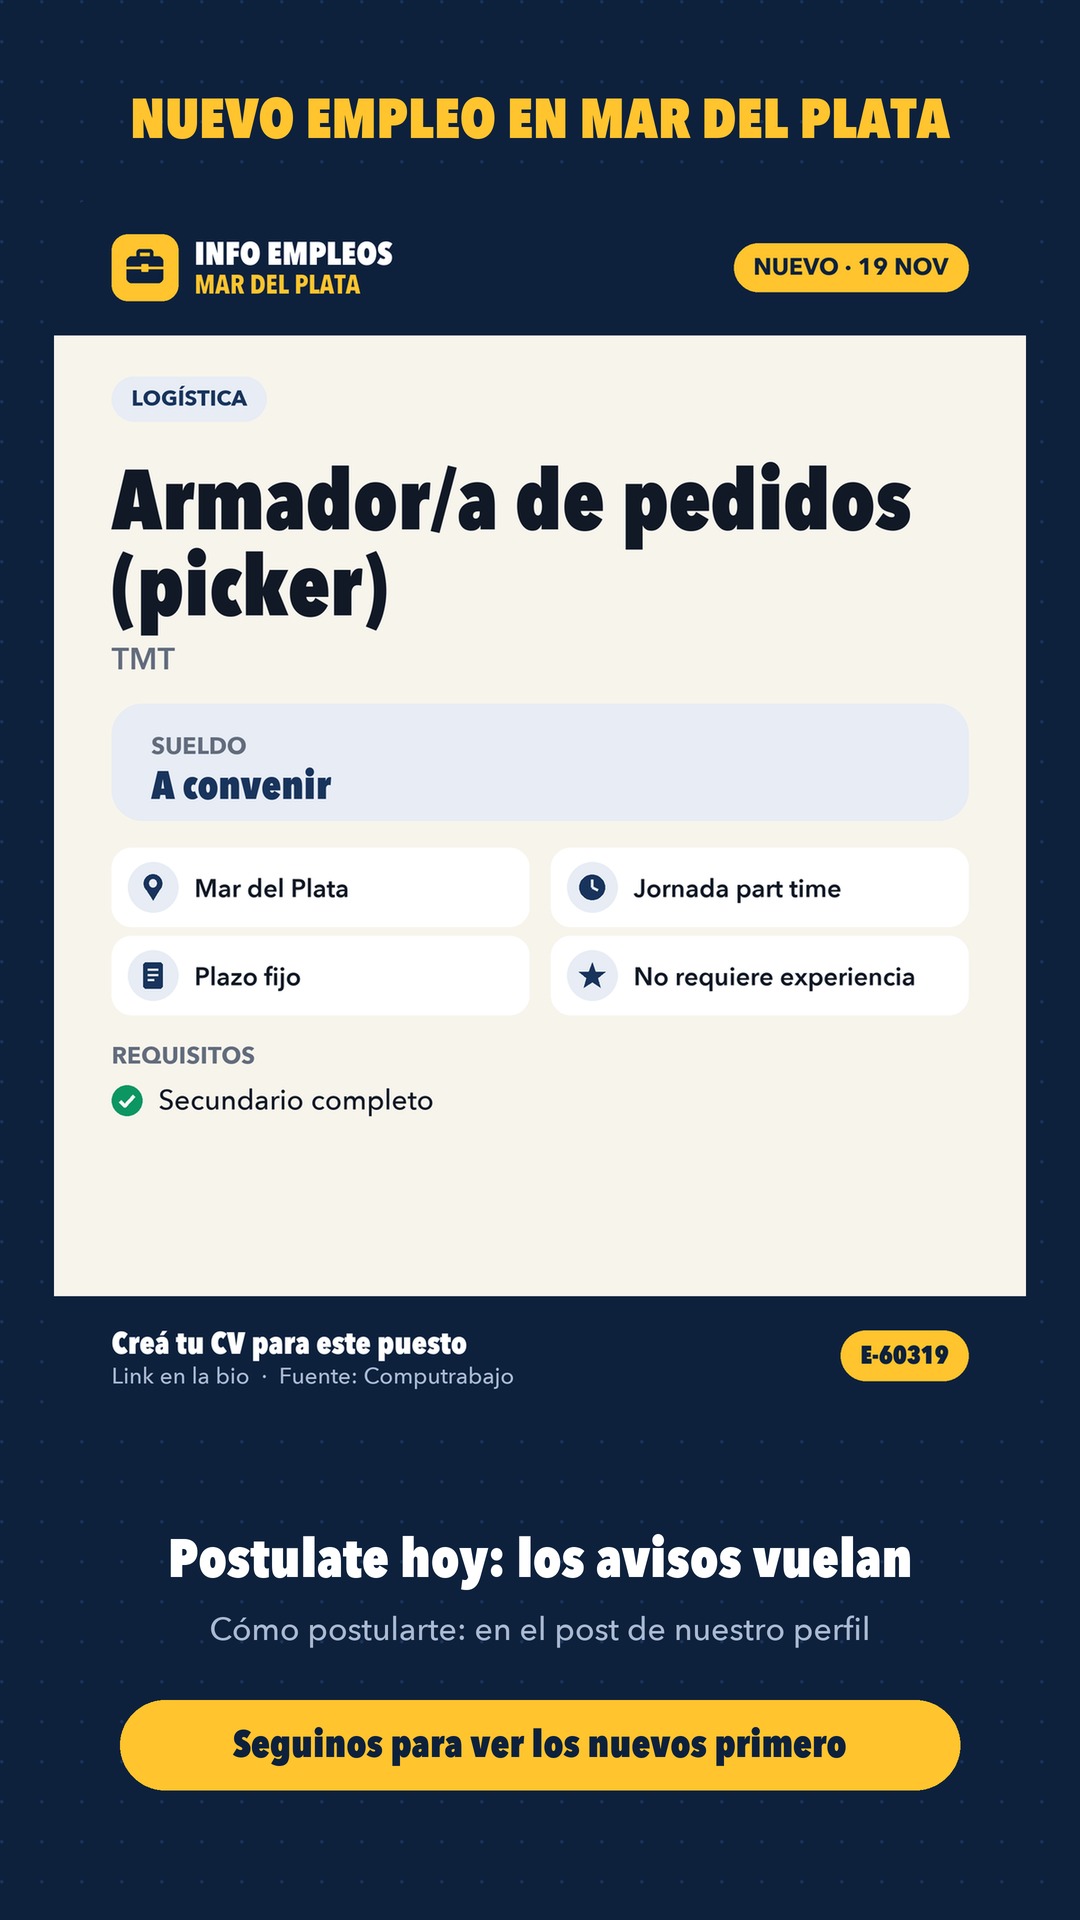 NUEVO EMPLEO EN MAR DEL PLATA
INFO EMPLEOS
MAR DEL PLATA
NUEVO · 19 NOV
LOGÍSTICA
Armador/a de pedidos
(picker)
TMT
SUELDO
A convenir
Mar del Plata
Jornada part time
Plazo fijo
No requiere experiencia
REQUISITOS
Secundario completo
Creá tu CV para este puesto
Link en la bio · Fuente: Computrabajo
E-60319
Postulate hoy: los avisos vuelan
Cómo postularte: en el post de nuestro perfil
Seguinos para ver los nuevos primero